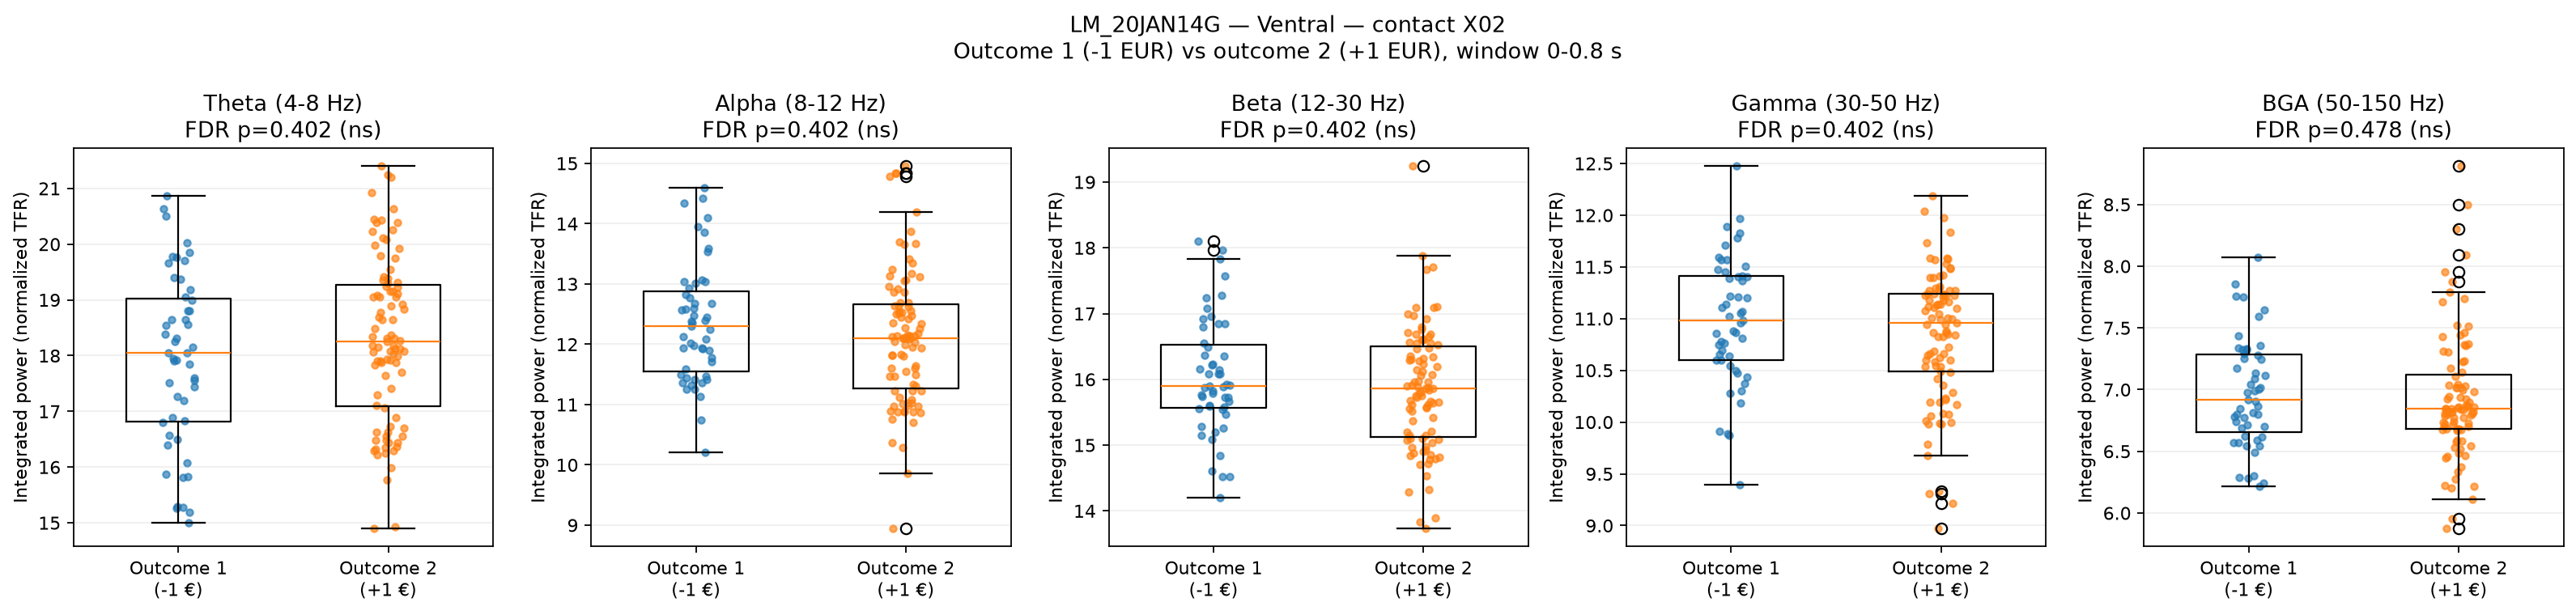 LM_20JAN14G — Ventral — contact X02
Outcome 1 (-1 EUR) vs outcome 2 (+1 EUR), window 0-0.8 s
Theta (4-8 Hz)
FDR p=0.402 (ns)
Integrated power (normalized TFR)
21
20
19
18
17
16
15
Outcome 1
(-1 €)
Outcome 2
(+1 €)
Alpha (8-12 Hz)
FDR p=0.402 (ns)
Integrated power (normalized TFR)
15
14
13
12
11
10
9
Outcome 1
(-1 €)
Outcome 2
(+1 €)
Beta (12-30 Hz)
FDR p=0.402 (ns)
Integrated power (normalized TFR)
19
18
17
16
15
14
Outcome 1
(-1 €)
Outcome 2
(+1 €)
Gamma (30-50 Hz)
FDR p=0.402 (ns)
Integrated power (normalized TFR)
12.5
12.0
11.5
11.0
10.5
10.0
9.5
9.0
Outcome 1
(-1 €)
Outcome 2
(+1 €)
BGA (50-150 Hz)
FDR p=0.478 (ns)
Integrated power (normalized TFR)
8.5
8.0
7.5
7.0
6.5
6.0
Outcome 1
(-1 €)
Outcome 2
(+1 €)